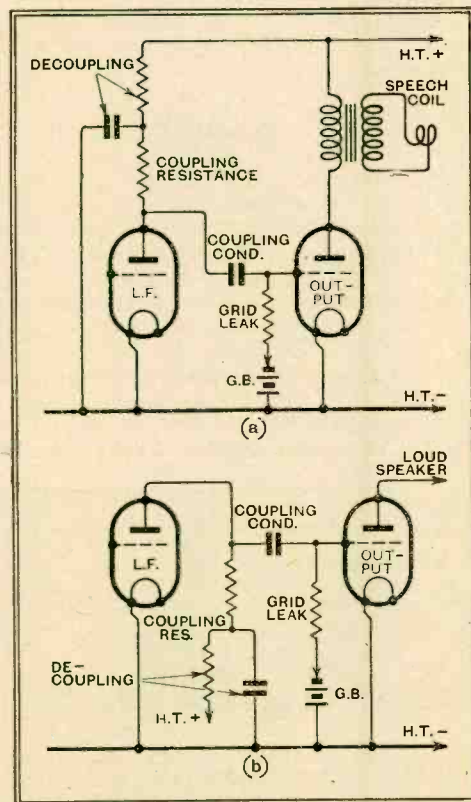 H.T.+
DECOUPLING
SPEECH
COIL
COUPLING
RESISTANCE
COUPLING
COND.
L.F.
OUT-
PUT
GRID
LEAK
G.B.
H.T.-
(a)
LOUD
SPEAKER
COUPLING
COND.
L.F.
OUT-
PUT
COUPLING
RES.
GRID
LEAK
DE-
COUPLING
G.B.
H.T.+
H.T.-
(b)